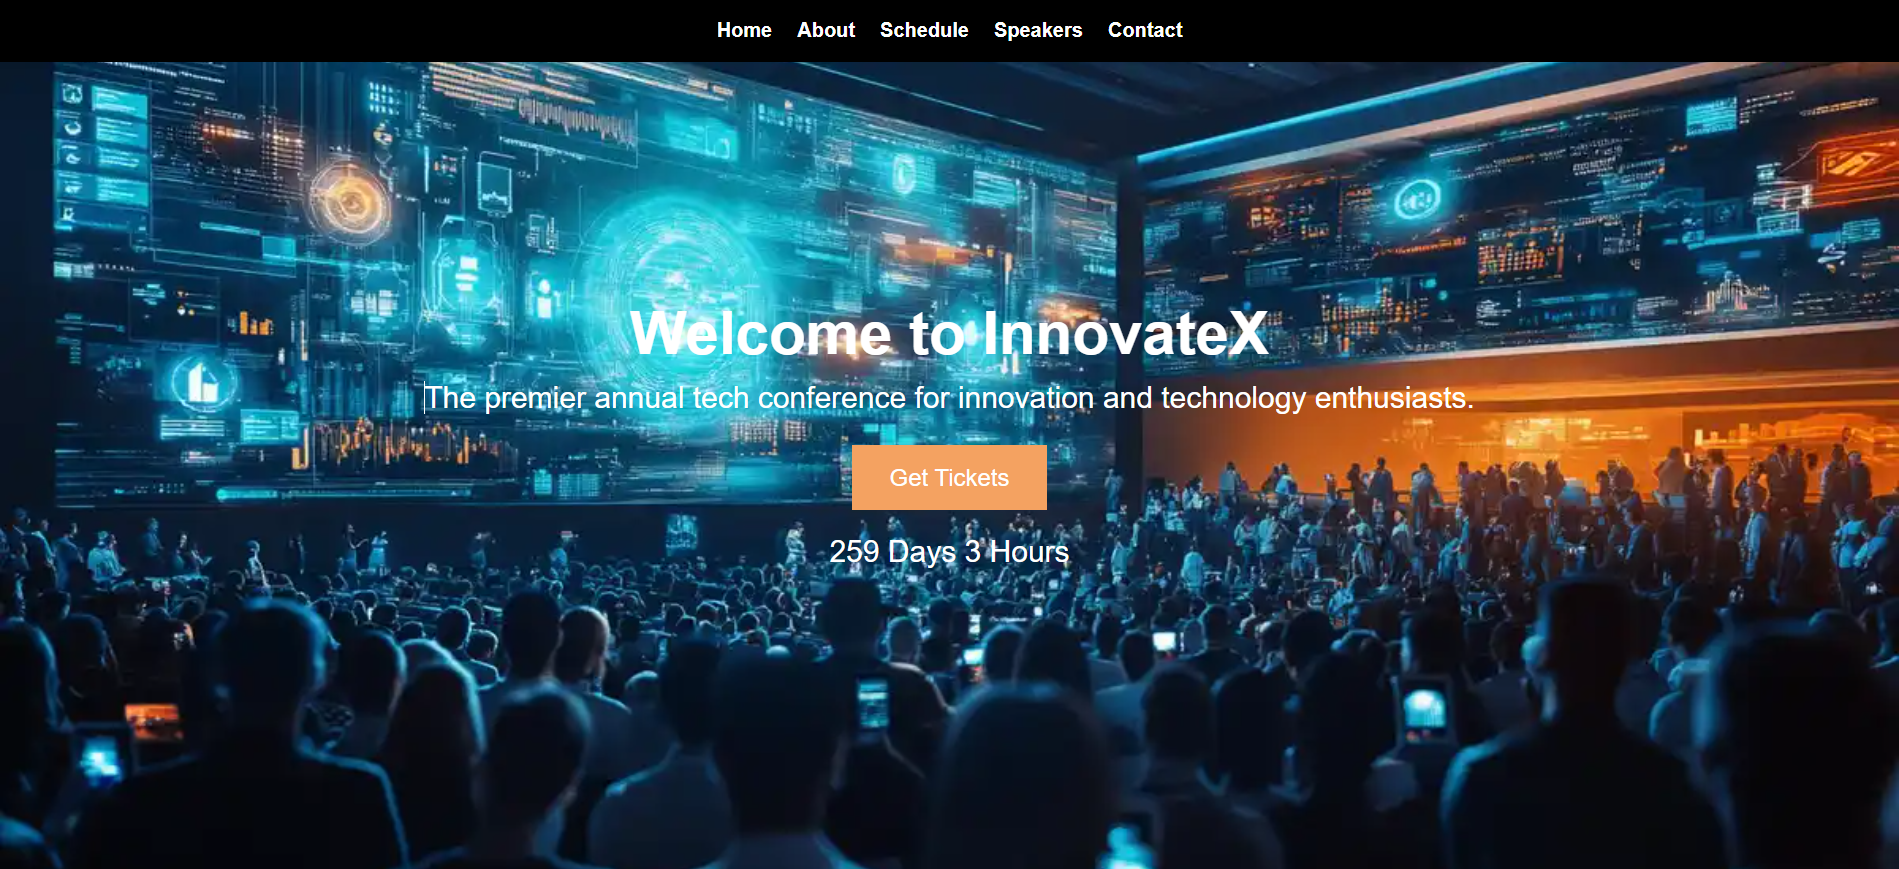 Home About Schedule Speakers Contact
Welcome to InnovateX
The premier annual tech conference for innovation and technology enthusiasts.
Get Tickets
259 Days 3 Hours